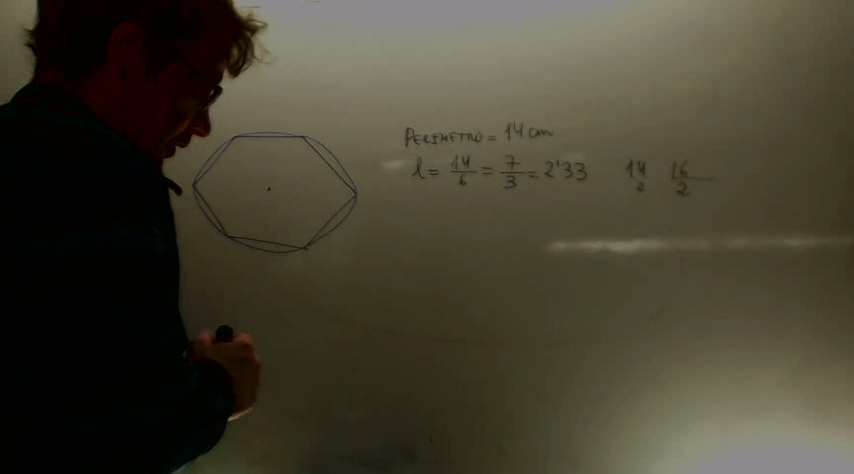 PERIMETRO = 14 cm
l = 14/6 = 7/3 = 2'33 14 16
2 2